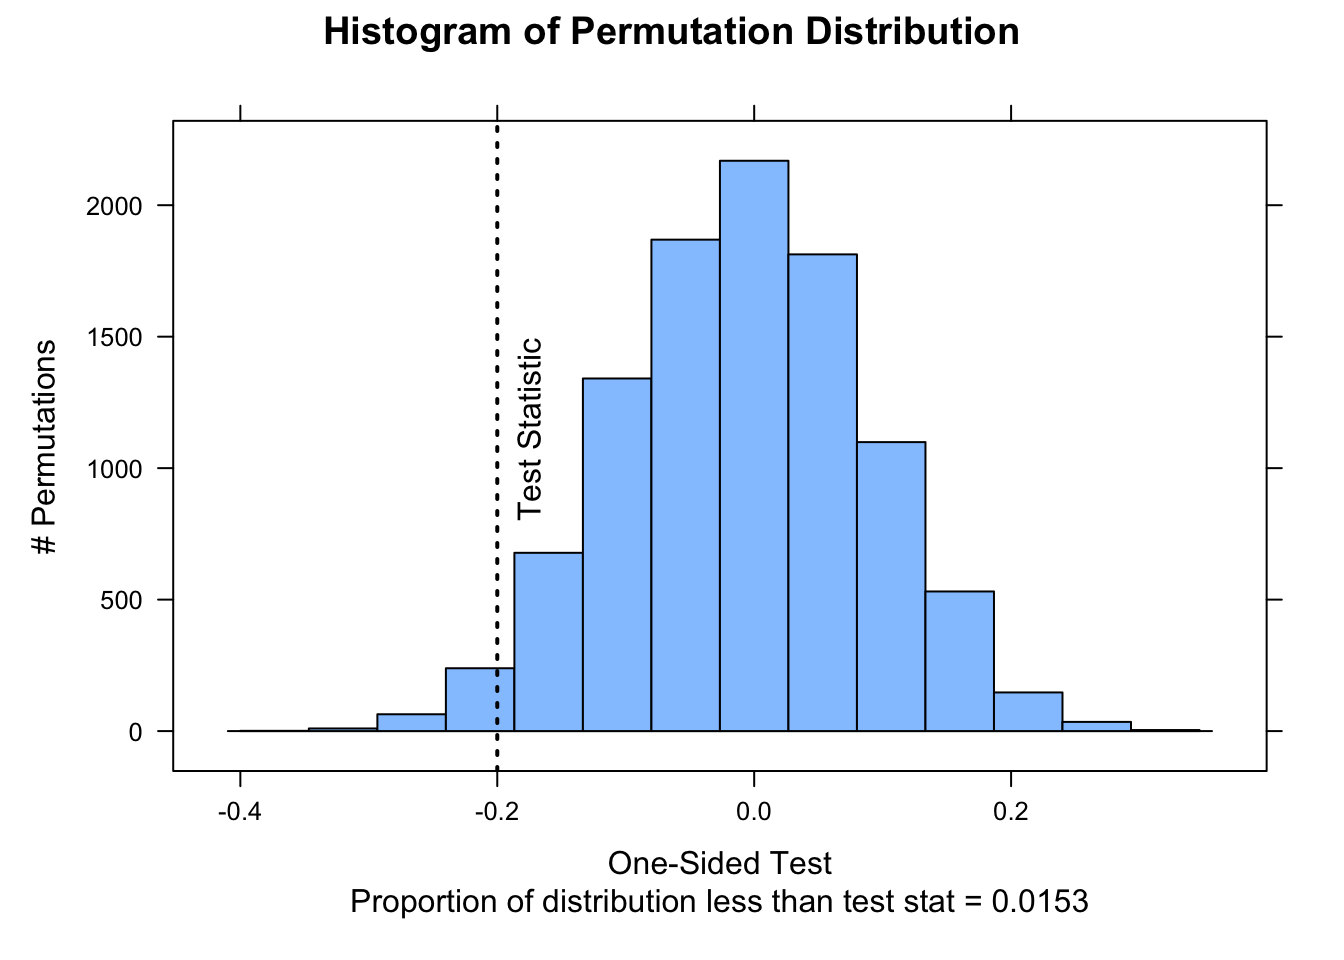 Histogram of Permutation Distribution
2000
1500
1000
500
0
# Permutations
Test Statistic
-0.4 -0.2 0.0 0.2
One-Sided Test
Proportion of distribution less than test stat = 0.0153